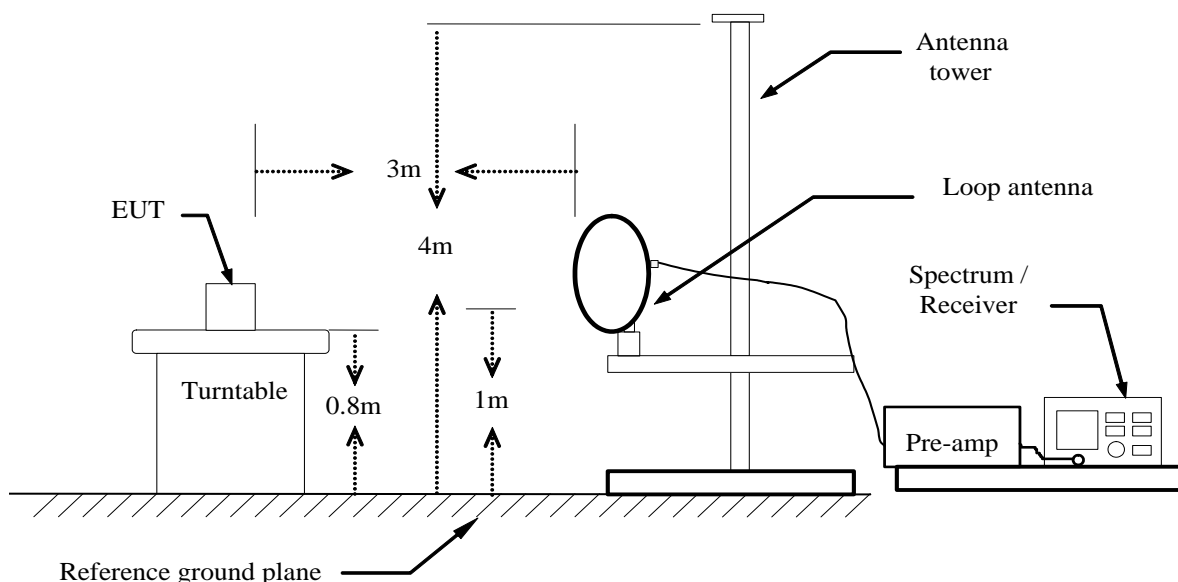 Antenna
tower
3m
Loop antenna
EUT
4m
Spectrum /
Receiver
Turntable
0.8m
1m
Pre-amp
Reference ground plane